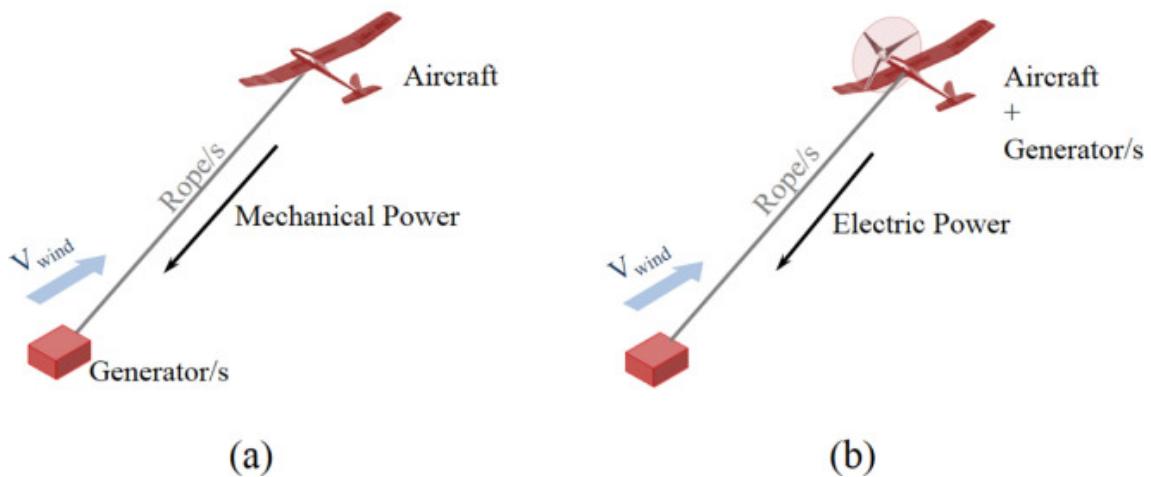 Aircraft
Rope/s
Mechanical Power
V wind
Generator/s
(a)
Aircraft
+
Generator/s
Rope/s
Electric Power
V wind
(b)